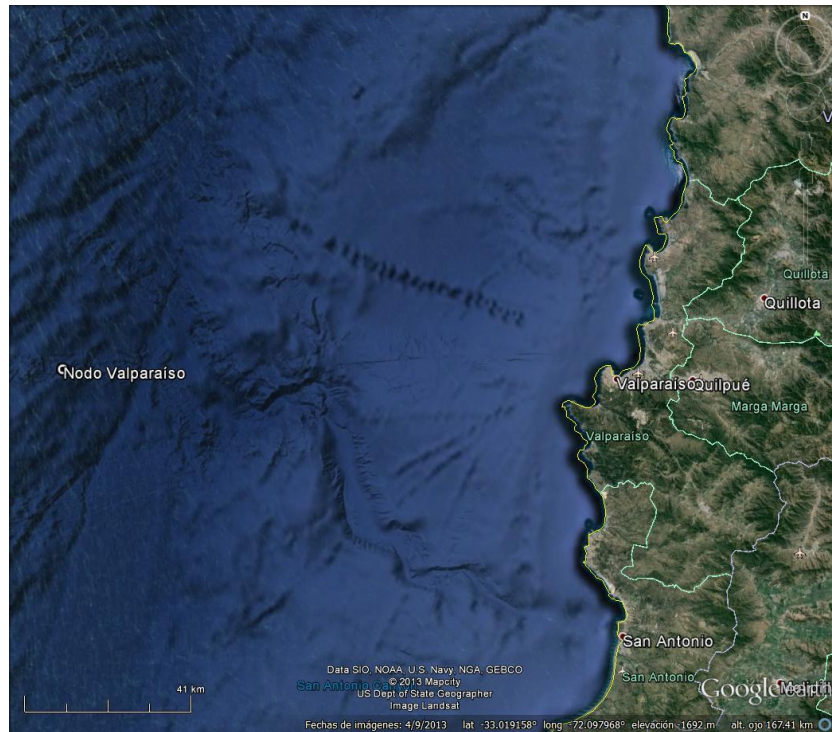 N
Quillota
Quillota
Nodo Valparaíso
Valparaíso
Quilpué
Marga Marga
Valparaíso
San Antonio
San Antonio
Data SIO, NOAA, U.S. Navy, NGA, GEBCO
© 2013 Mapcity
US Dept of State Geographer
Image Landsat
San Antonio
41 km
Google
Fechas de imágenes: 4/9/2013 lat -33.019158° long -72.097968° elevación -1692 m alt. ojo 167.41 km